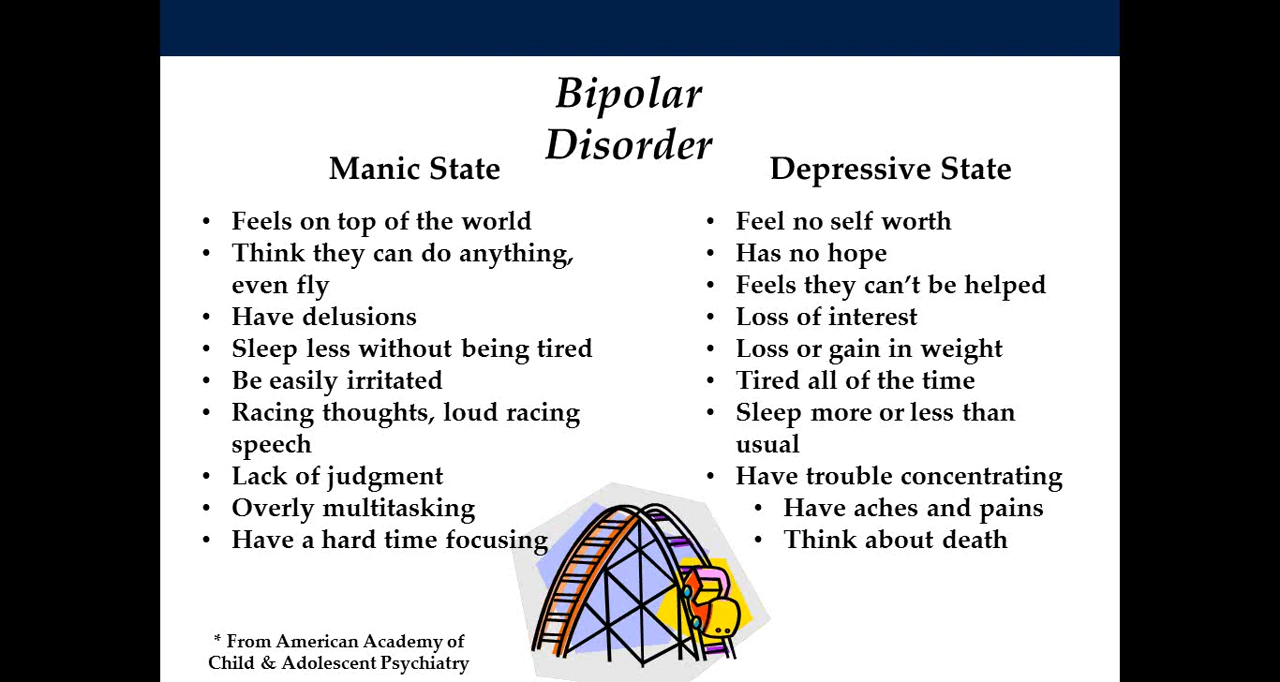 Bipolar
Disorder
Manic State
• Feels on top of the world
• Think they can do anything,
even fly
• Have delusions
• Sleep less without being tired
• Be easily irritated
• Racing thoughts, loud racing
speech
• Lack of judgment
• Overly multitasking
• Have a hard time focusing
Depressive State
• Feel no self worth
• Has no hope
• Feels they can’t be helped
• Loss of interest
• Loss or gain in weight
• Tired all of the time
• Sleep more or less than
usual
• Have trouble concentrating
• Have aches and pains
• Think about death
* From American Academy of
Child & Adolescent Psychiatry